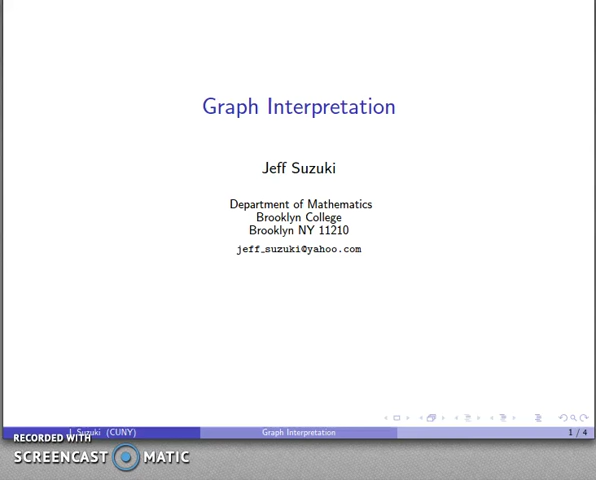 Graph Interpretation
Jeff Suzuki
Department of Mathematics
Brooklyn College
Brooklyn NY 11210
jeff_suzuki@yahoo.com
J. Suzuki (CUNY) Graph Interpretation 1 / 4
RECORDED WITH
SCREENCAST MATIC